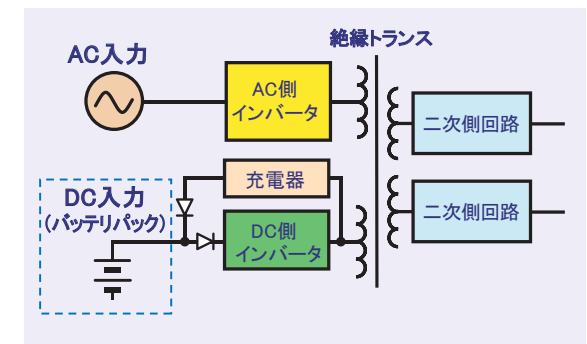 絶縁トランス
AC入力
AC側
インバータ
二次側回路
充電器
DC入力
(バッテリパック)
二次側回路
DC側
インバータ